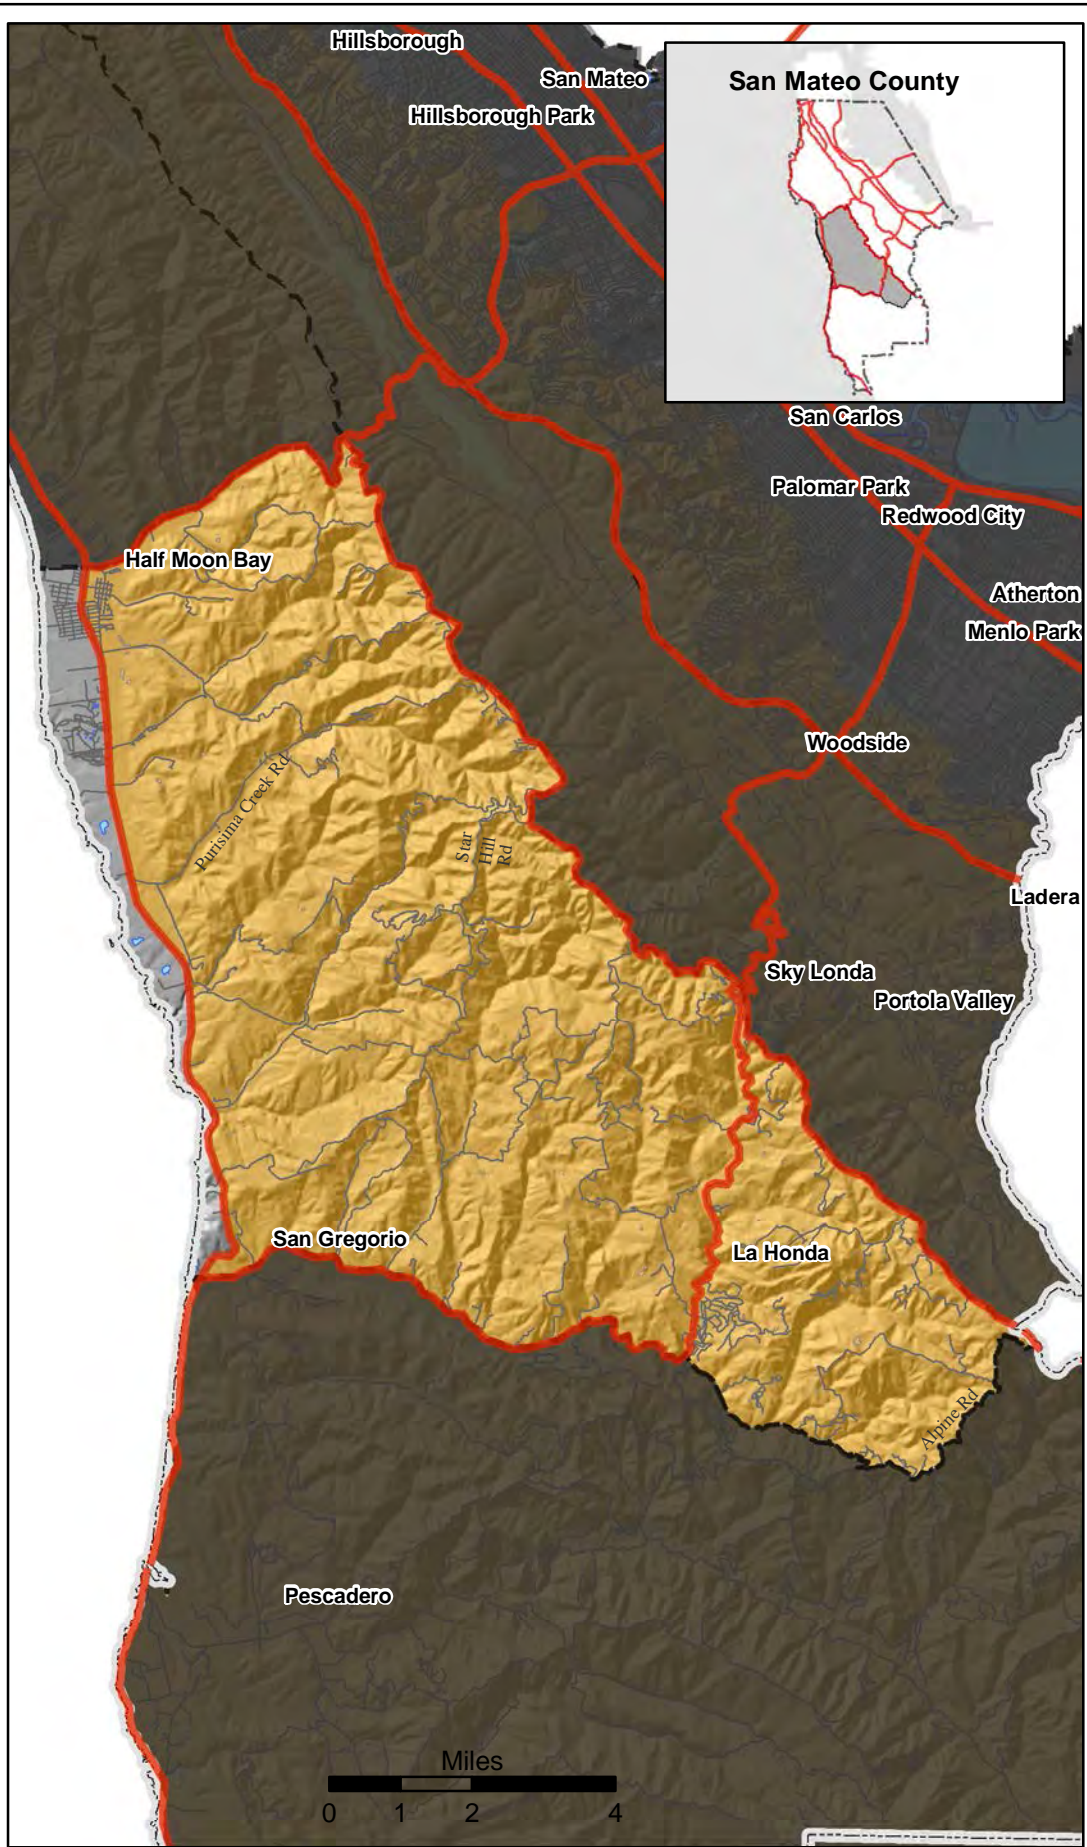 Hillsborough
San Mateo
Hillsborough Park
San Mateo County
San Carlos
Palomar Park
Redwood City
Half Moon Bay
Atherton
Menlo Park
Woodside
Purisima Creek Rd
Star
Hill
Rd
Ladera
Sky Londa
Portola Valley
San Gregorio
La Honda
Alpine Rd
Pescadero
Miles
0 1 2 4